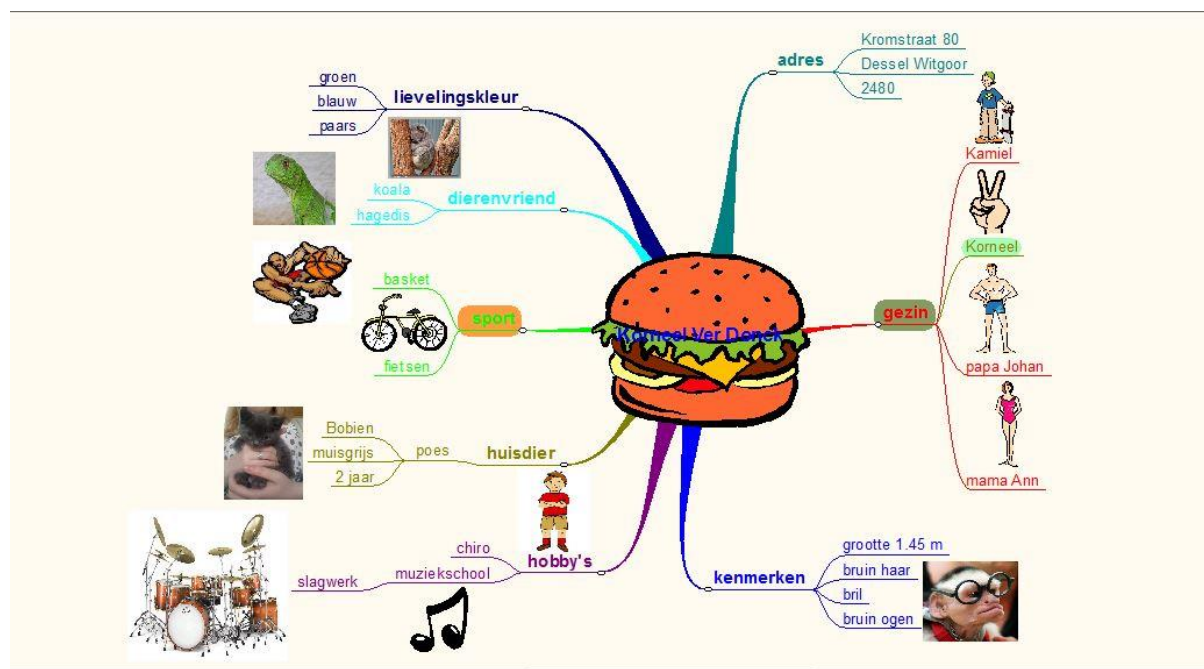 Korneel Ver Donck
adres
Kromstraat 80
Dessel Witgoor
2480
gezin
Kamiel
Korneel
papa Johan
mama Ann
kenmerken
grootte 1.45 m
bruin haar
bril
bruin ogen
hobby's
chiro
muziekschool
slagwerk
huisdier
poes
Bobien
muisgrijs
2 jaar
sport
basket
fietsen
dierenvriend
koala
hagedis
lievelingskleur
groen
blauw
paars